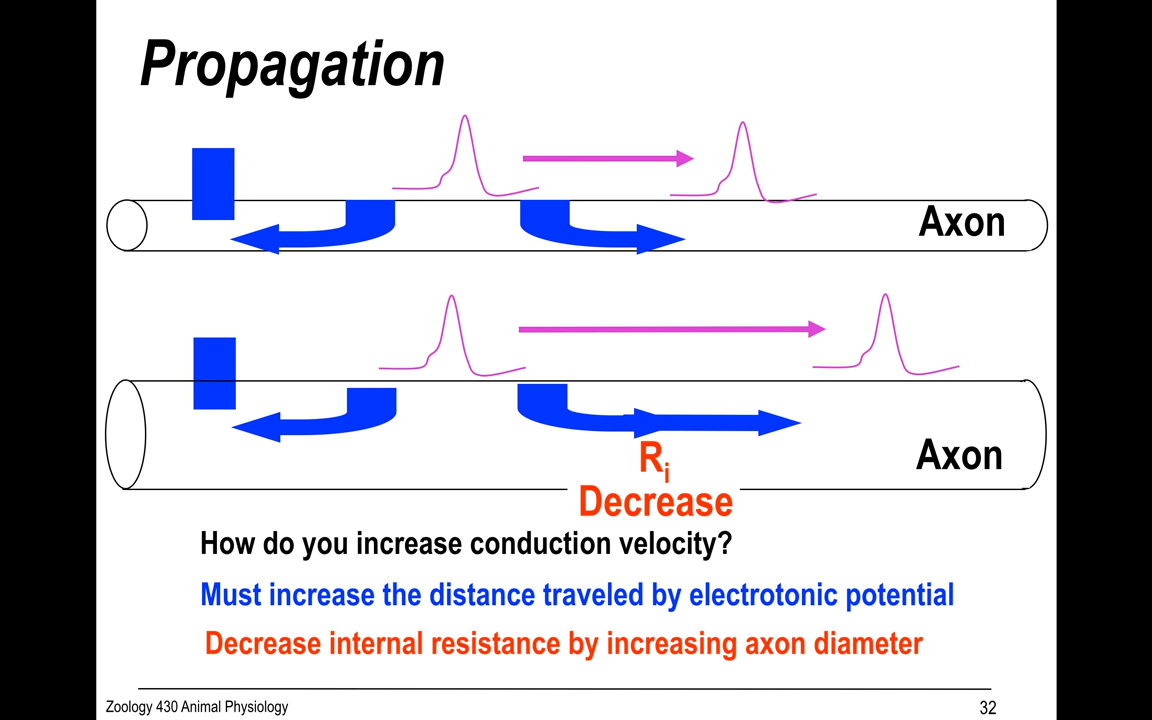 Propagation
Axon
Axon
Ri
Decrease
How do you increase conduction velocity?
Must increase the distance traveled by electrotonic potential
Decrease internal resistance by increasing axon diameter
Zoology 430 Animal Physiology
32